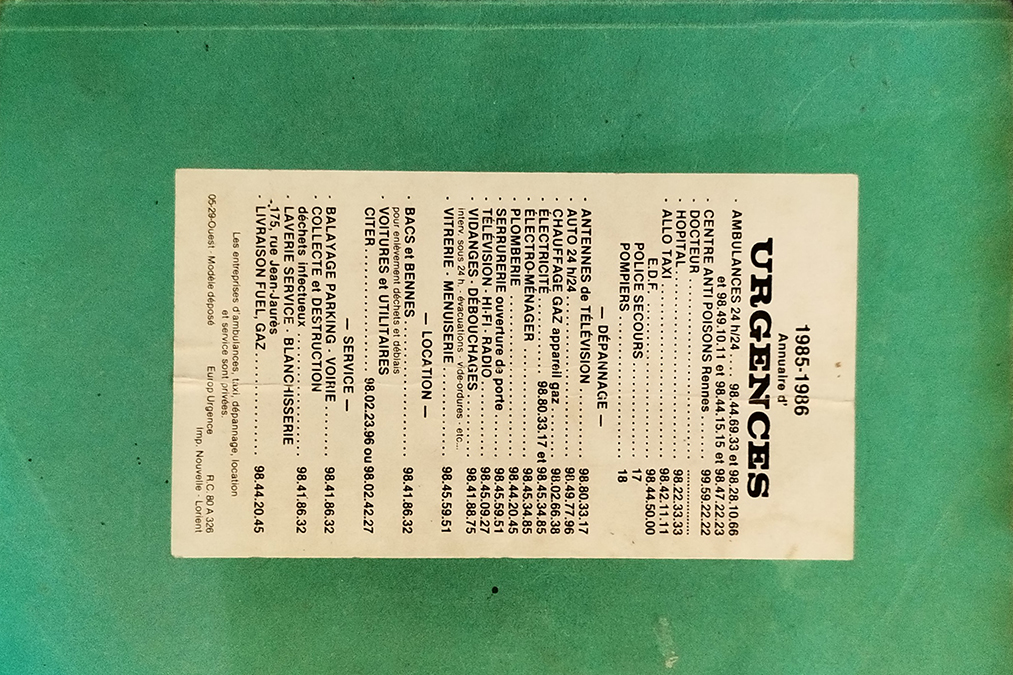 1985-1986
Annuaire d'
URGENCES
· AMBULANCES 24 h/24 ... 98.44.69.33 et 98.28.10.66
et 98.49.10.11 et 98.44.15.15 et 98.47.22.23
· CENTRE ANTI POISONS Rennes ... 99.59.22.22
· DOCTEUR ..................
· HOPITAL .................. 98.22.33.33
· ALLO TAXI .................. 98.42.11.11
E.D.F. .................. 98.44.50.00
POLICE SECOURS .................. 17
POMPIERS .................. 18
— DÉPANNAGE —
· ANTENNES de TÉLÉVISION .......... 98.80.33.17
· AUTO 24 h/24 .......... 98.49.77.96
· CHAUFFAGE GAZ appareil gaz .......... 98.02.66.38
· ÉLECTRICITÉ .......... 98.80.33.17 et 98.45.34.85
· ÉLECTRO-MÉNAGER .......... 98.45.34.85
· PLOMBERIE .......... 98.44.20.45
· SERRURERIE ouverture de porte .......... 98.45.59.51
· TÉLÉVISION - HI-FI - RADIO .......... 98.45.09.27
· VIDANGES - DÉBOUCHAGES .......... 98.41.88.75
interv. sous 24 h. · évacuations · vide-ordures · etc...
· VITRERIE - MENUISERIE .......... 98.45.59.51
— LOCATION —
· BACS et BENNES .......... 98.41.86.32
pour enlèvement déchets et déblais
· VOITURES et UTILITAIRES
CITER .......... 98.02.23.96 ou 98.02.42.27
— SERVICE —
· BALAYAGE PARKING - VOIRIE .......... 98.41.86.32
· COLLECTE et DESTRUCTION
déchets infectueux .......... 98.41.86.32
· LAVERIE SERVICE · BLANCHISSERIE
175, rue Jean-Jaurès
· LIVRAISON FUEL, GAZ .......... 98.44.20.45
Les entreprises d'ambulances, taxi, dépannage, location
et service sont privées.
Europ Urgence R.C. 80 A 326
05-29-Ouest - Modèle déposé Imp. Nouvelle - Lorient